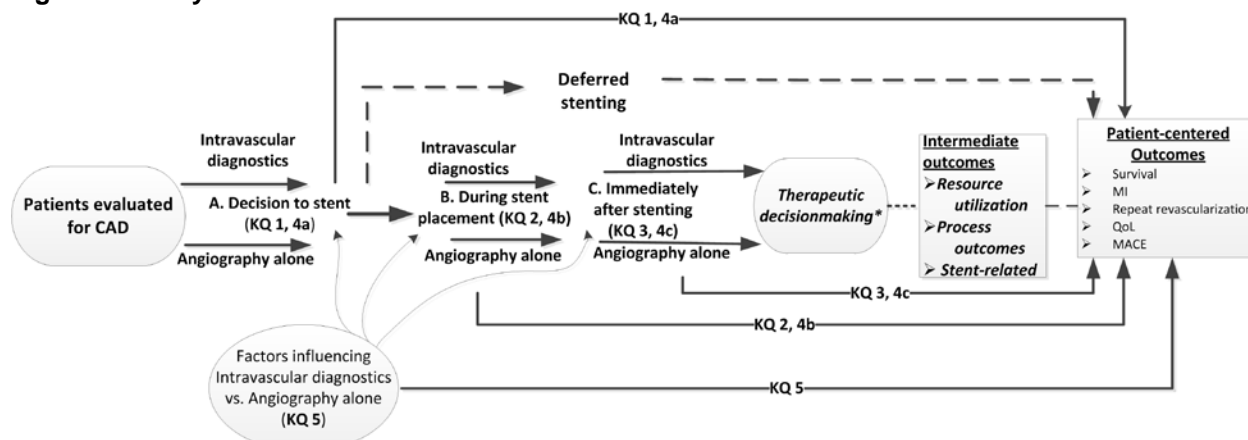 KQ 1, 4a
Deferred
stenting
Intravascular
diagnostics
Intravascular
diagnostics
Intravascular
diagnostics
Patients evaluated
for CAD
A. Decision to stent
(KQ 1, 4a)
B. During stent
placement (KQ 2, 4b)
C. Immediately
after stenting
(KQ 3, 4c)
Angiography alone
Angiography alone
Angiography alone
Therapeutic
decisionmaking*
Intermediate
outcomes
➢ Resource
utilization
➢ Process
outcomes
➢ Stent-related
Patient-centered
Outcomes
➢ Survival
➢ MI
➢ Repeat revascularization
➢ QoL
➢ MACE
KQ 3, 4c
KQ 2, 4b
KQ 5
Factors influencing
Intravascular diagnostics
vs. Angiography alone
(KQ 5)